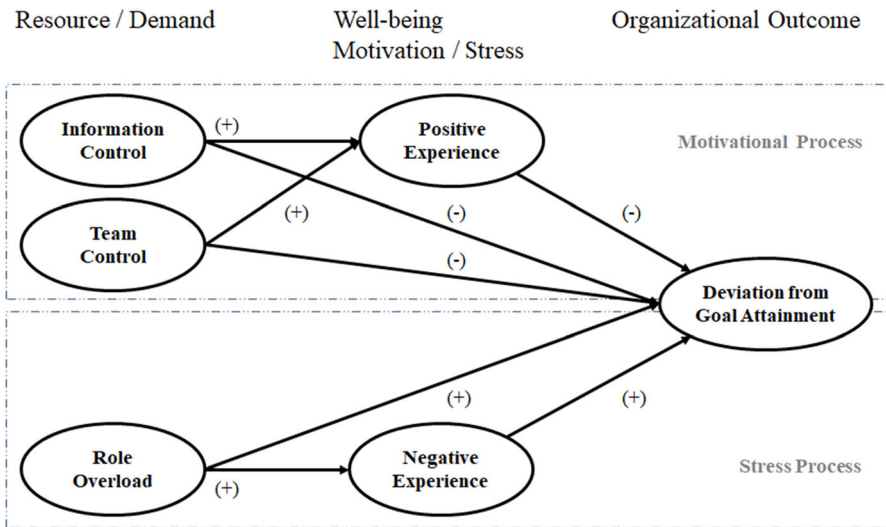 Resource / Demand
Well-being
Motivation / Stress
Organizational Outcome
Information
Control
(+)
Positive
Experience
Motivational Process
Team
Control
(+)
(-)
(-)
(-)
Deviation from
Goal Attainment
(+)
(+)
Role
Overload
(+)
Negative
Experience
Stress Process